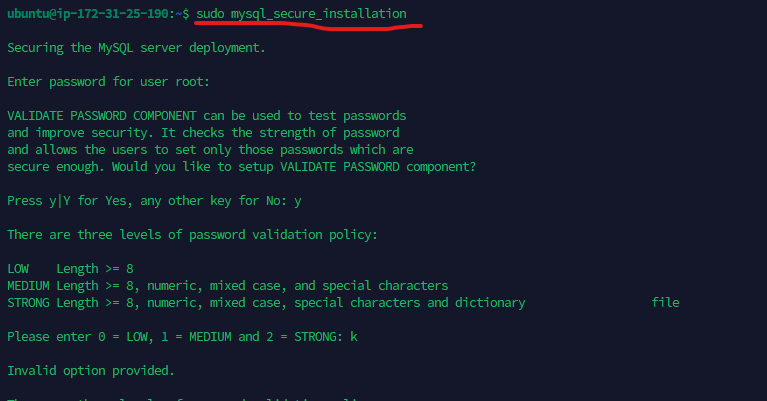 ubuntu@ip-172-31-25-190:~$ sudo mysql_secure_installation
Securing the MySQL server deployment.
Enter password for user root:
VALIDATE PASSWORD COMPONENT can be used to test passwords
and improve security. It checks the strength of password
and allows the users to set only those passwords which are
secure enough. Would you like to setup VALIDATE PASSWORD component?
Press y|Y for Yes, any other key for No: y
There are three levels of password validation policy:
LOW    Length >= 8
MEDIUM Length >= 8, numeric, mixed case, and special characters
STRONG Length >= 8, numeric, mixed case, special characters and dictionary                  file
Please enter 0 = LOW, 1 = MEDIUM and 2 = STRONG: k
Invalid option provided.